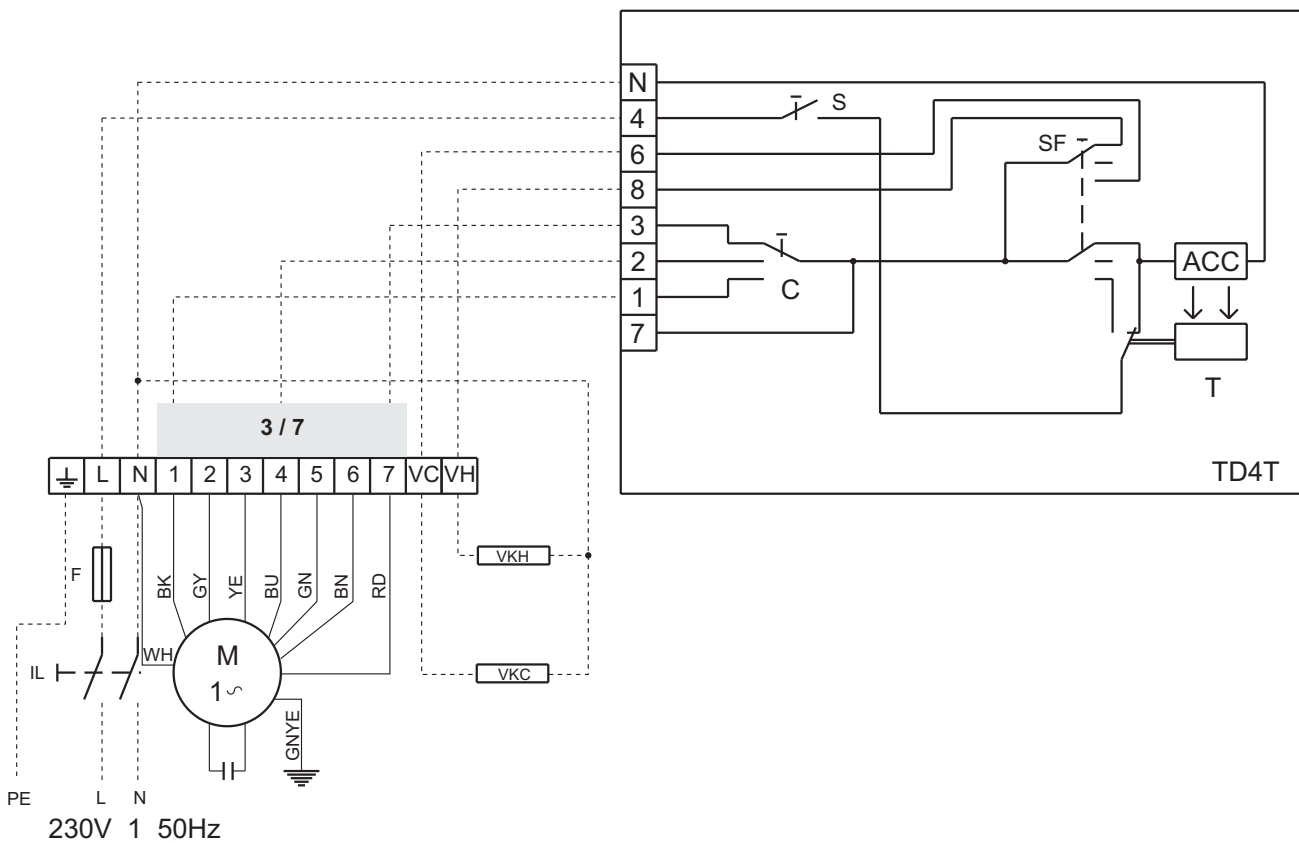 N
4
6
8
3
2
1
7
S
SF
C
ACC
T
TD4T
3 / 7
L N 1 2 3 4 5 6 7 VC VH
F
BK GY YE BU GN BN RD
WH
M
1~
GNYE
IL
VKH
VKC
PE L N
230V 1 50Hz